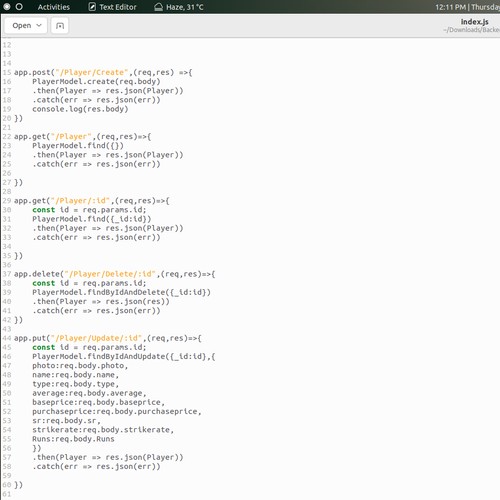 Activities Text Editor Haze, 31 °C 12:11 PM | Thursday
Open index.js
~/Downloads/Backe
12
13
14
15 app.post("/Player/Create",(req,res) =>{
16 PlayerModel.create(req.body)
17 .then(Player => res.json(Player))
18 .catch(err => res.json(err))
19 console.log(res.body)
20 })
21
22 app.get("/Player",(req,res)=>{
23 PlayerModel.find({})
24 .then(Player => res.json(Player))
25 .catch(err => res.json(err))
26
27 })
28
29 app.get("/Player/:id",(req,res)=>{
30 const id = req.params.id;
31 PlayerModel.find({_id:id})
32 .then(Player => res.json(Player))
33 .catch(err => res.json(err))
34
35 })
36
37 app.delete("/Player/Delete/:id",(req,res)=>{
38 const id = req.params.id;
39 PlayerModel.findByIdAndDelete({_id:id})
40 .then(Player => res.json(res))
41 .catch(err => res.json(err))
42 })
43
44 app.put("/Player/Update/:id",(req,res)=>{
45 const id = req.params.id;
46 PlayerModel.findByIdAndUpdate({_id:id},{
47 photo:req.body.photo,
48 name:req.body.name,
49 type:req.body.type,
50 average:req.body.average,
51 baseprice:req.body.baseprice,
52 purchaseprice:req.body.purchaseprice,
53 sr:req.body.sr,
54 strikerate:req.body.strikerate,
55 Runs:req.body.Runs
56 })
57 .then(Player => res.json(Player))
58 .catch(err => res.json(err))
59
60 })
61